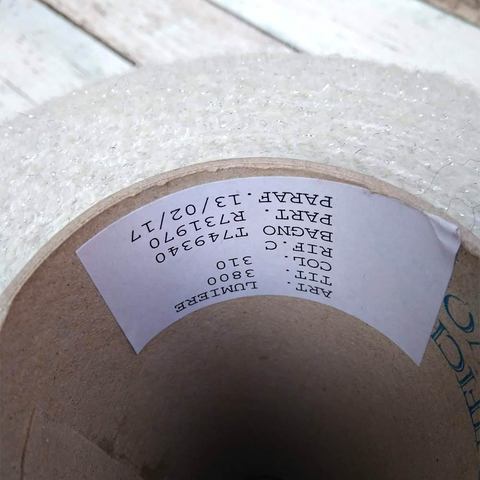 ART. LUMIERE
TIT. 3800
COL. 310
RIF.C
BAGNO T749340
PART. R731970
PARAF.13/02/17